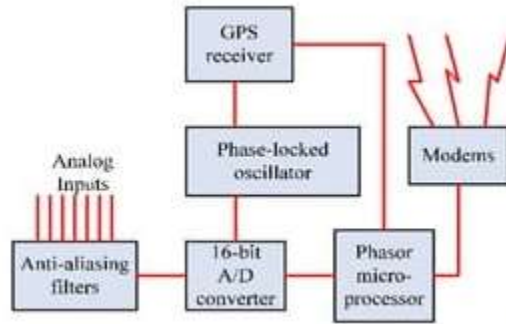 GPS
receiver
Phase-locked
oscillator
Modems
Analog
Inputs
Anti-aliasing
filters
16-bit
A/D
converter
Phasor
micro-
processor